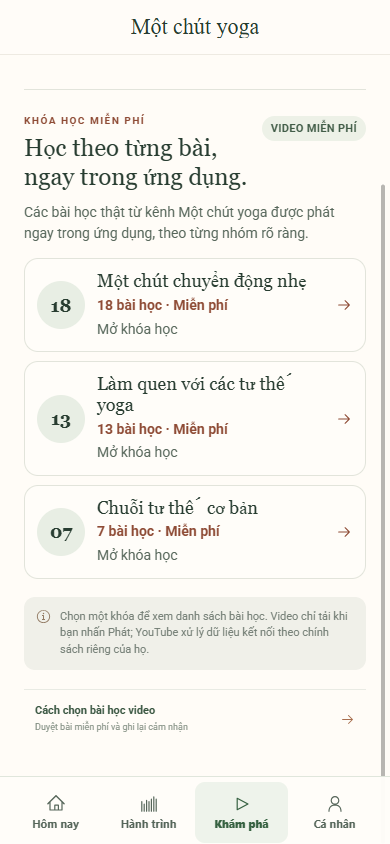 Một chút yoga
KHÓA HỌC MIỄN PHÍ
VIDEO MIỄN PHÍ
Học theo từng bài,
ngay trong ứng dụng.
Các bài học thật từ kênh Một chút yoga được phát
ngay trong ứng dụng, theo từng nhóm rõ ràng.
18
Một chút chuyển động nhẹ
18 bài học · Miễn phí
Mở khóa học
13
Làm quen với các tư thế
yoga
13 bài học · Miễn phí
Mở khóa học
07
Chuỗi tư thế cơ bản
7 bài học · Miễn phí
Mở khóa học
Chọn một khóa để xem danh sách bài học. Video chỉ tải khi
bạn nhấn Phát; YouTube xử lý dữ liệu kết nối theo chính
sách riêng của họ.
Cách chọn bài học video
Duyệt bài miễn phí và ghi lại cảm nhận
Hôm nay
Hành trình
Khám phá
Cá nhân